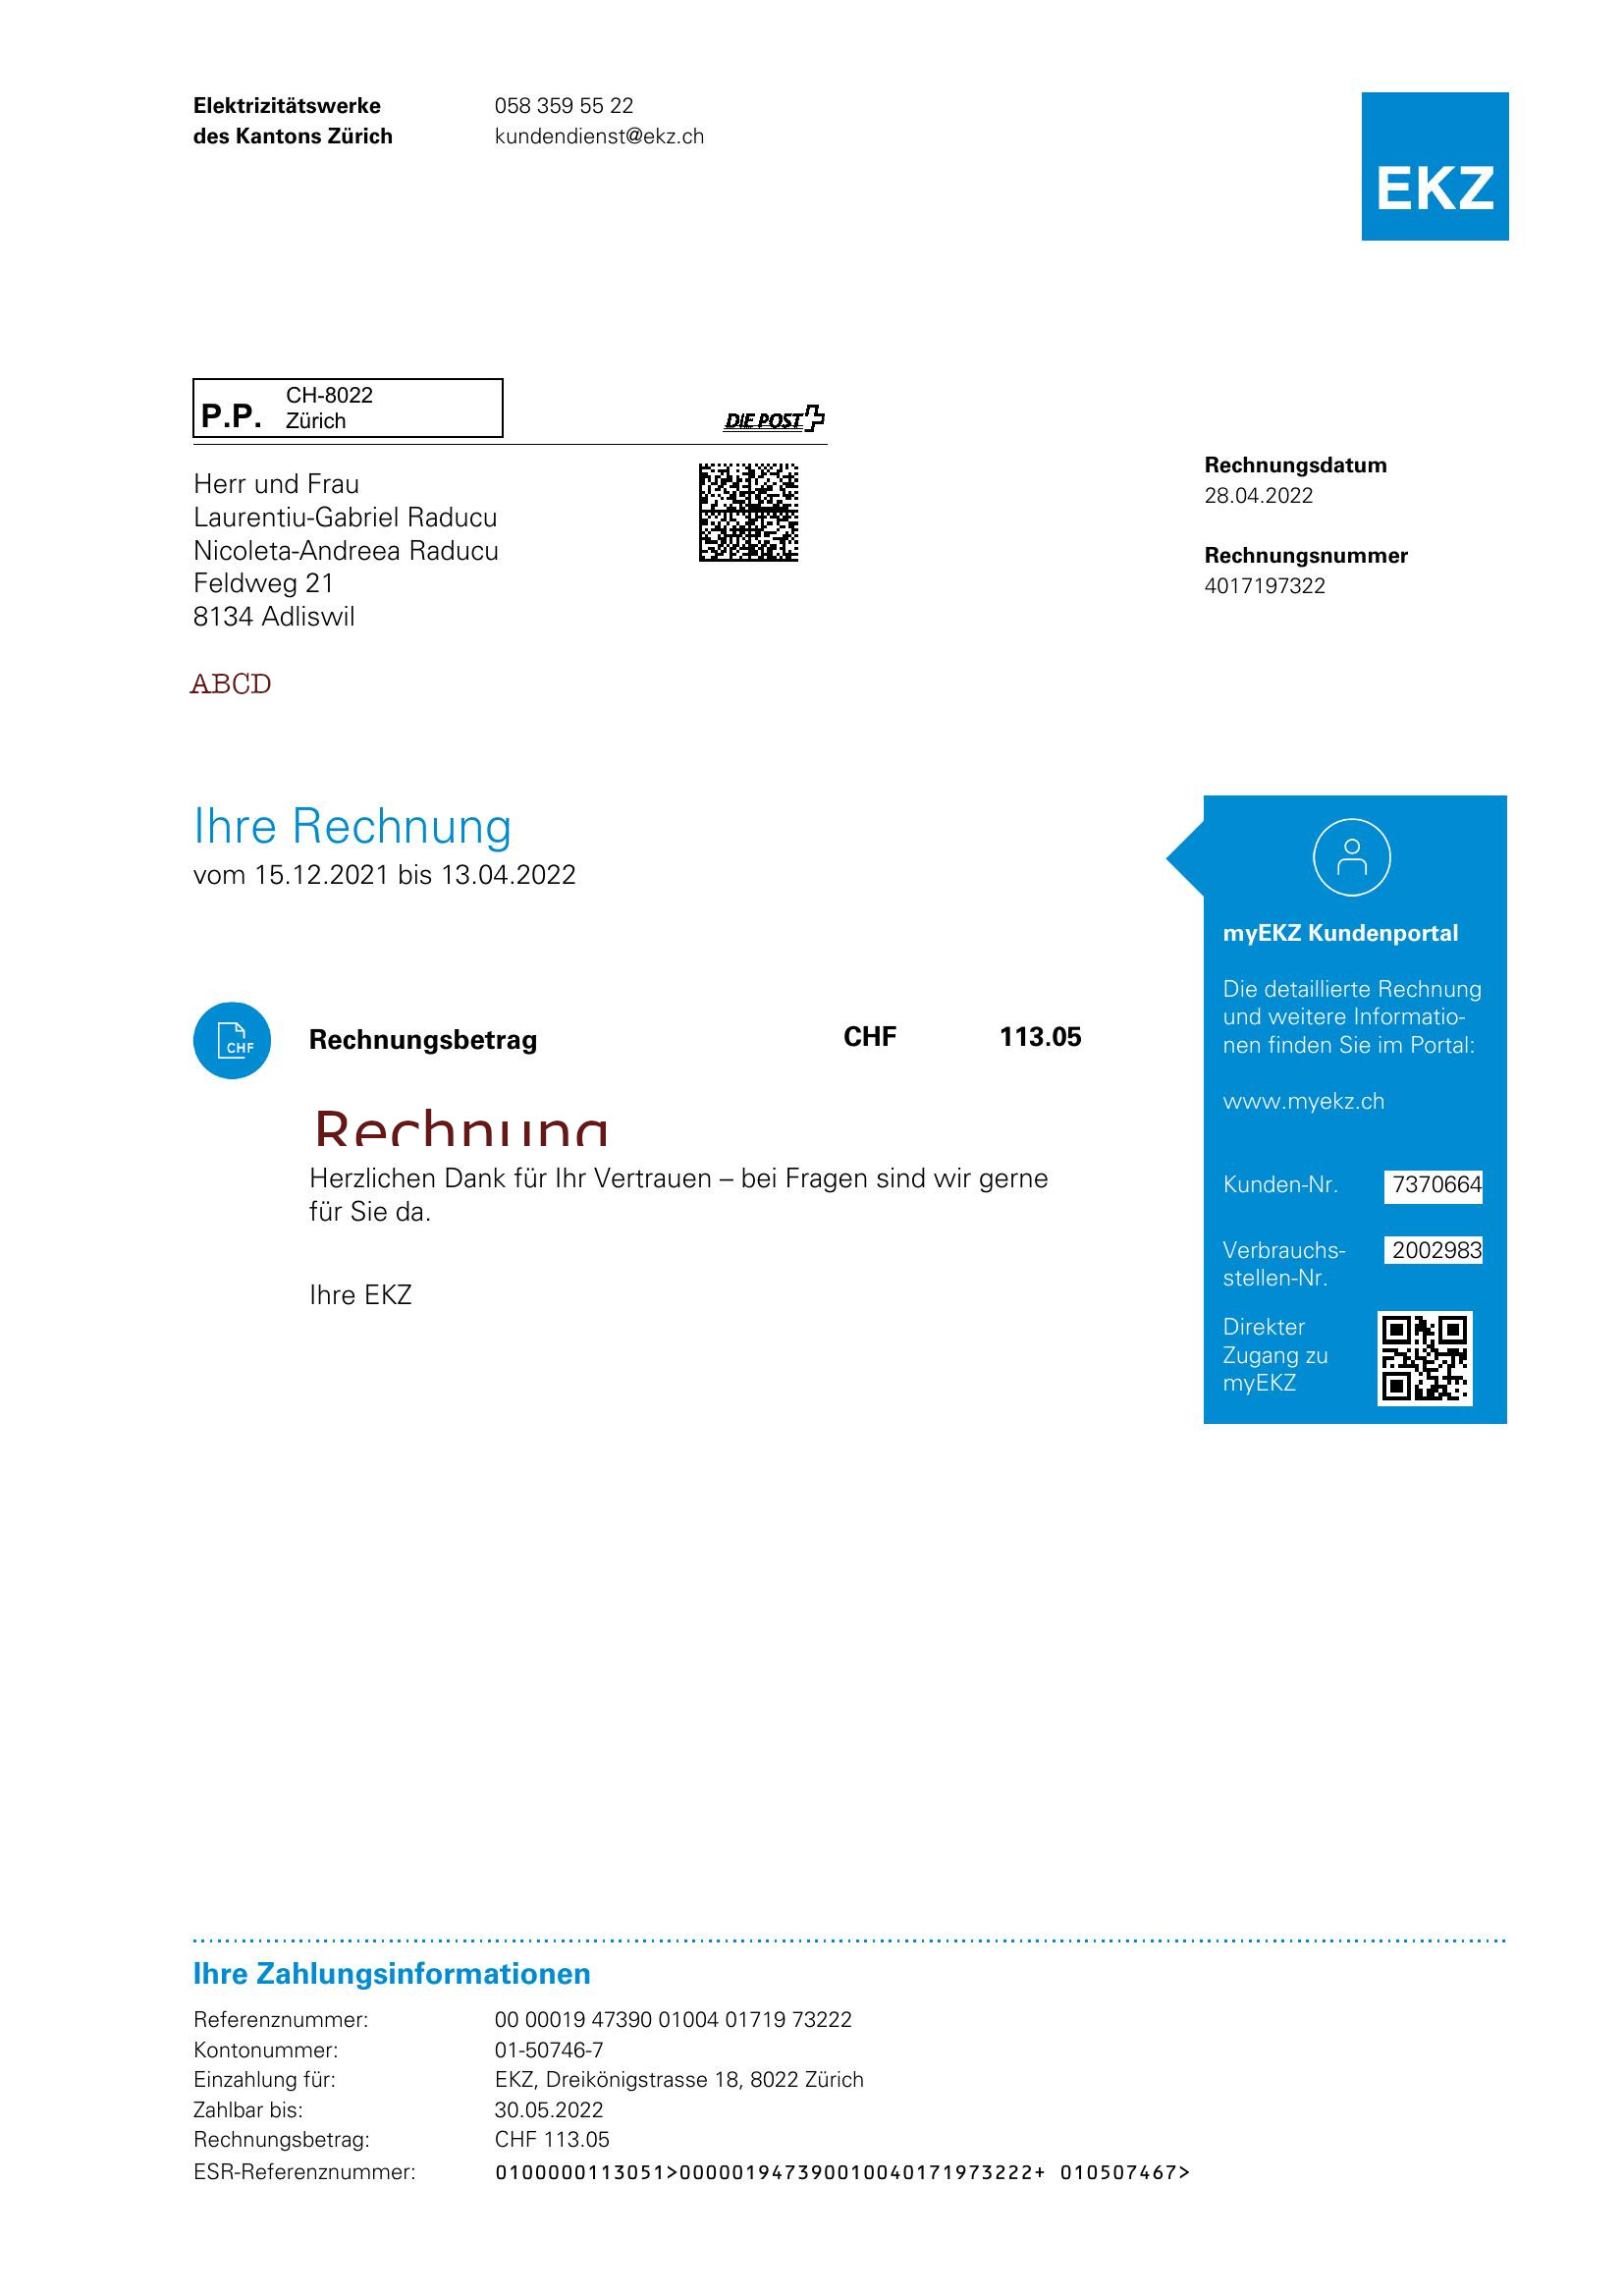 Elektrizitätswerke
des Kantons Zürich
058 359 55 22
kundendienst@ekz.ch
EKZ
P.P.
CH-8022
Zürich
DIE POST
Herr und Frau
Laurentiu-Gabriel Raducu
Nicoleta-Andreea Raducu
Feldweg 21
8134 Adliswil
Rechnungsdatum
28.04.2022
Rechnungsnummer
4017197322
ABCD
Ihre Rechnung
vom 15.12.2021 bis 13.04.2022
CHF
Rechnungsbetrag CHF 113.05
Rechnung
Herzlichen Dank für Ihr Vertrauen – bei Fragen sind wir gerne
für Sie da.
Ihre EKZ
myEKZ Kundenportal
Die detaillierte Rechnung
und weitere Informatio-
nen finden Sie im Portal:
www.myekz.ch
Kunden-Nr. 7370664
Verbrauchs- 2002983
stellen-Nr.
Direkter
Zugang zu
myEKZ
Ihre Zahlungsinformationen
Referenznummer: 00 00019 47390 01004 01719 73222
Kontonummer: 01-50746-7
Einzahlung für: EKZ, Dreikönigstrasse 18, 8022 Zürich
Zahlbar bis: 30.05.2022
Rechnungsbetrag: CHF 113.05
ESR-Referenznummer: 0100000113051>000001947390010040171973222+ 010507467>